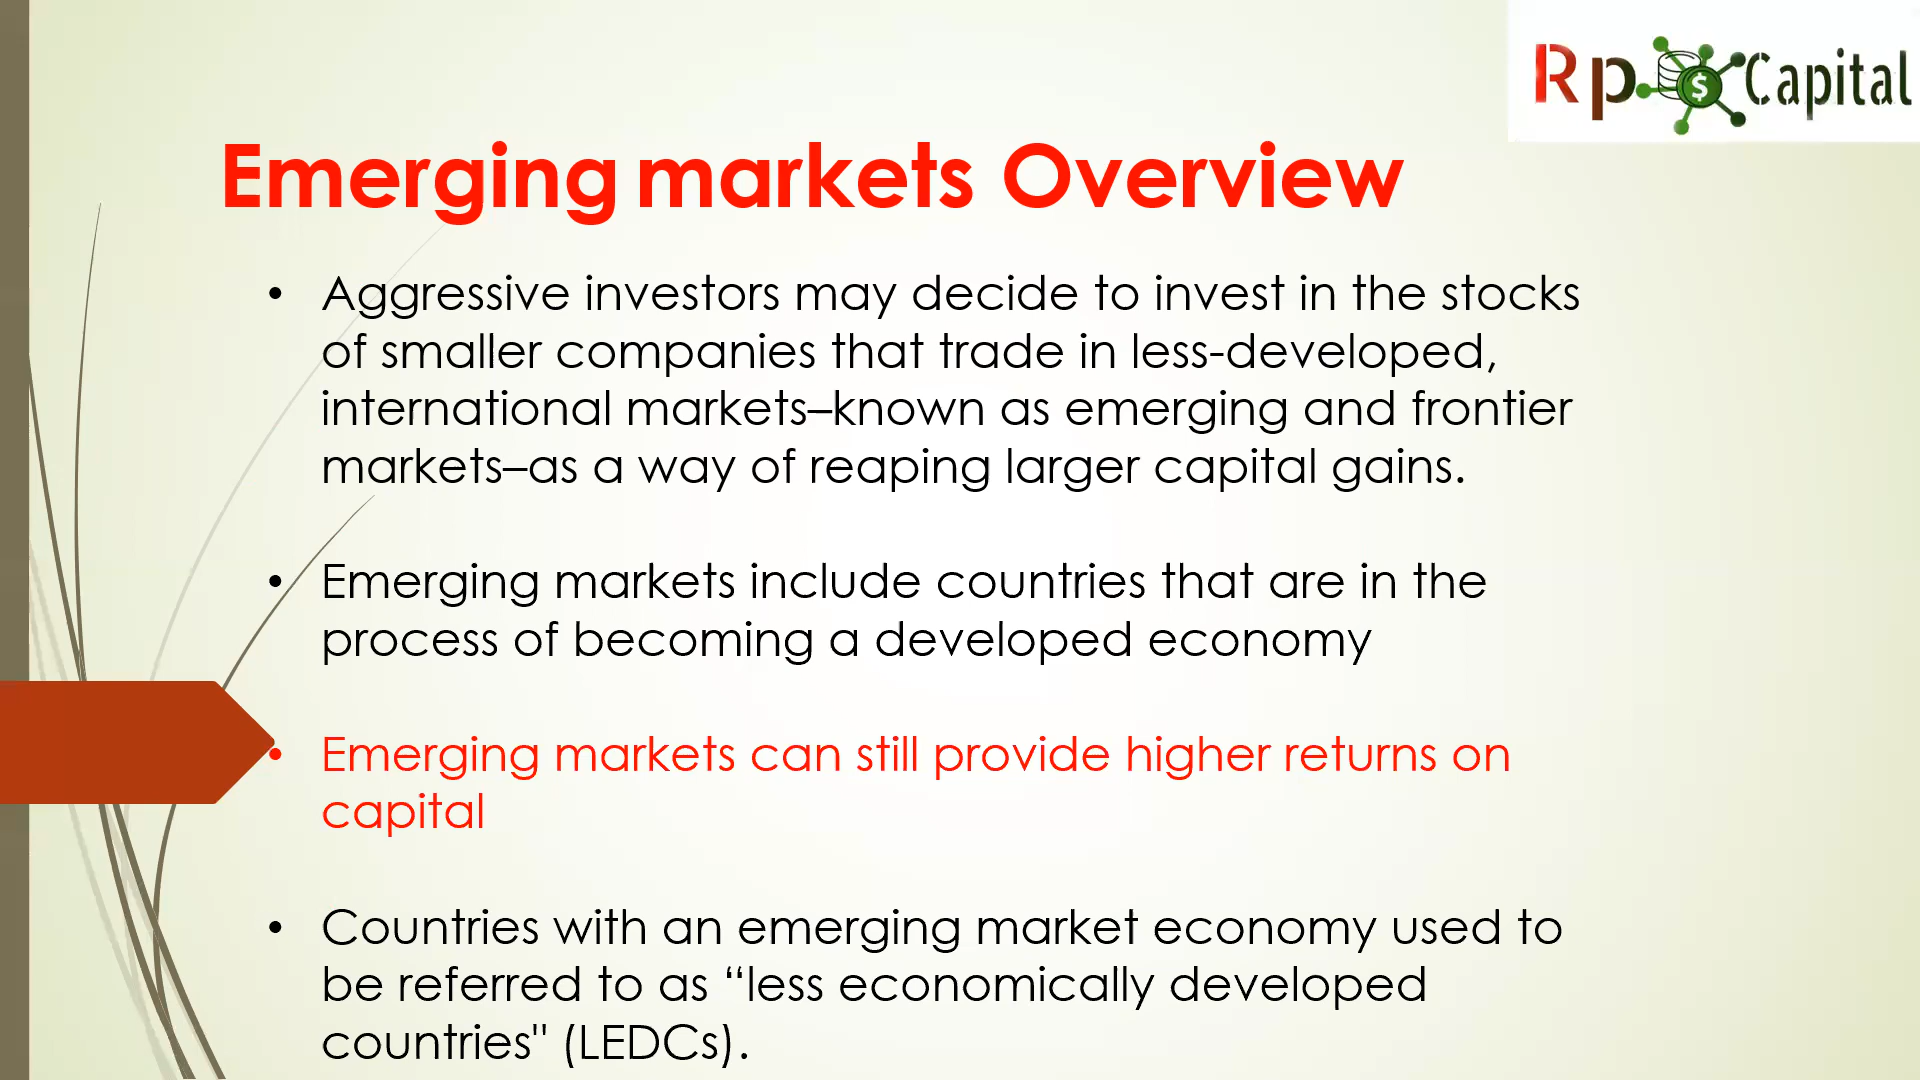 Rp Capital
Emerging markets Overview
• Aggressive investors may decide to invest in the stocks
of smaller companies that trade in less-developed,
international markets–known as emerging and frontier
markets–as a way of reaping larger capital gains.
• Emerging markets include countries that are in the
process of becoming a developed economy
• Emerging markets can still provide higher returns on
capital
• Countries with an emerging market economy used to
be referred to as “less economically developed
countries" (LEDCs).